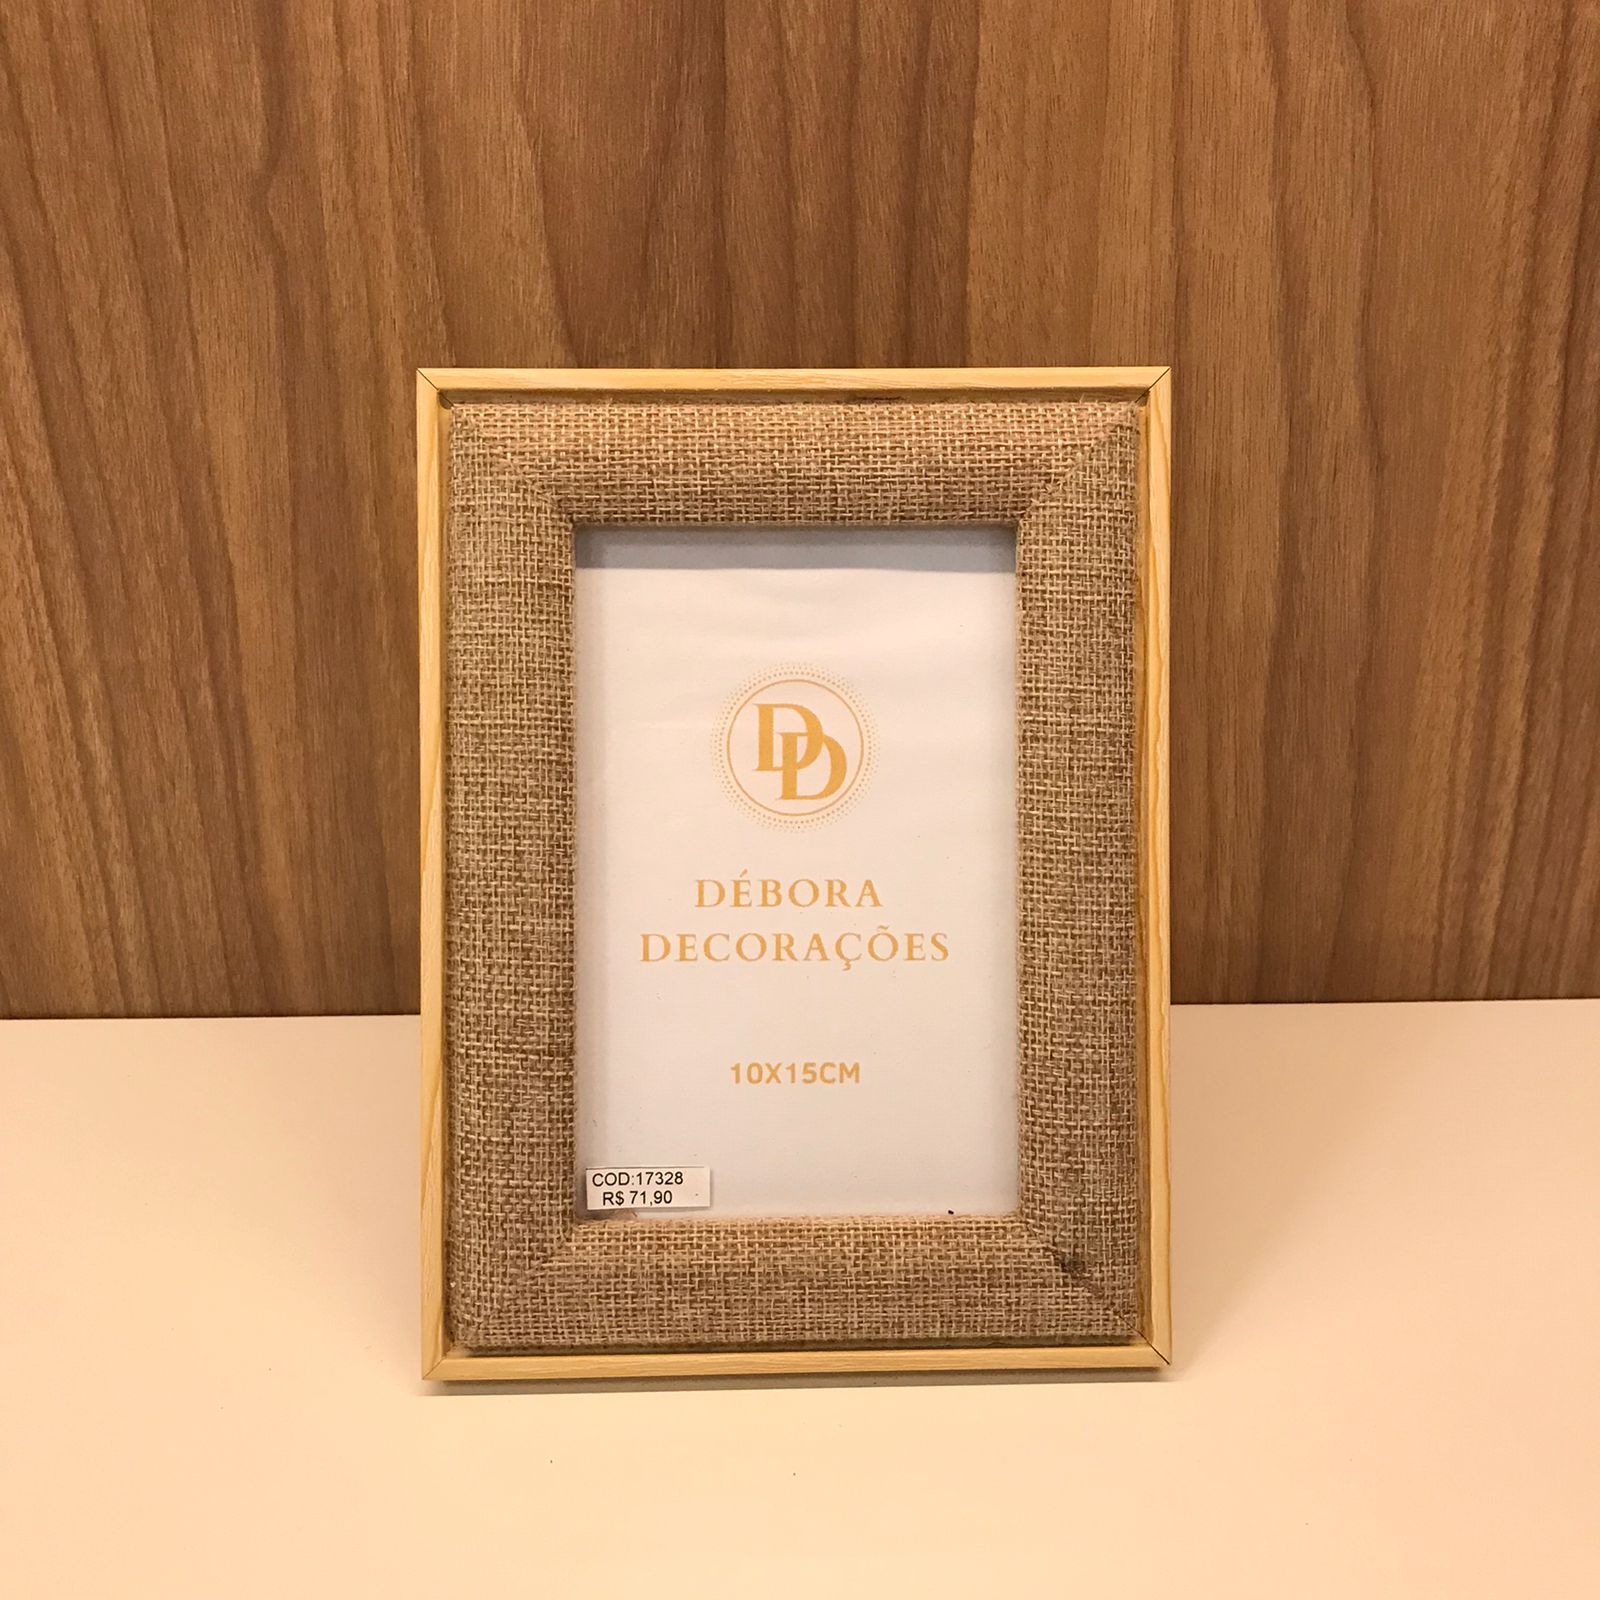 DD
DÉBORA
DECORAÇÕES
10X15CM
COD:17328
R$ 71,90